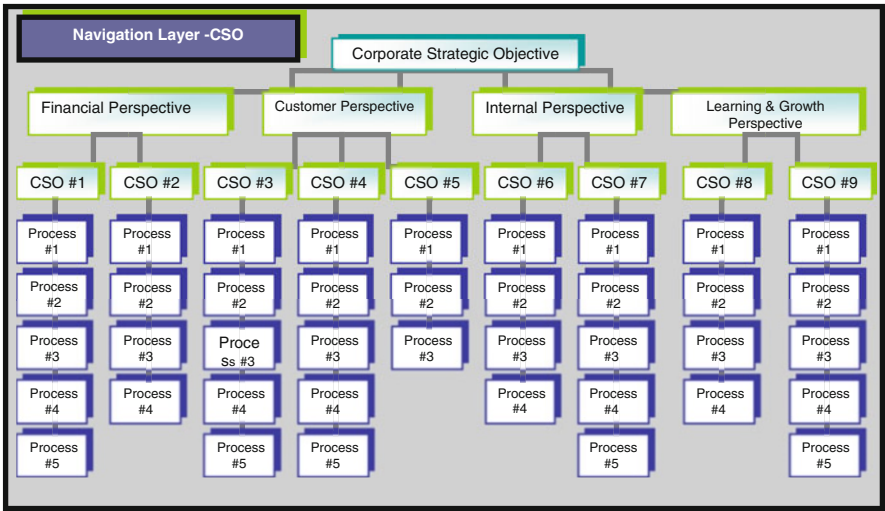 Navigation Layer -CSO
Corporate Strategic Objective
Financial Perspective
Customer Perspective
Internal Perspective
Learning & Growth
Perspective
CSO #1
CSO #2
CSO #3
CSO #4
CSO #5
CSO #6
CSO #7
CSO #8
CSO #9
Process
#1
Process
#2
Process
#3
Process
#4
Process
#5
Process
#1
Process
#2
Process
#3
Process
#4
Process
#1
Process
#2
Proce
Ss #3
Process
#4
Process
#5
Process
#1
Process
#2
Process
#3
Process
#4
Process
#5
Process
#1
Process
#2
Process
#3
Process
#1
Process
#2
Process
#3
Process
#4
Process
#1
Process
#2
Process
#3
Process
#4
Process
#5
Process
#1
Process
#2
Process
#3
Process
#4
Process
#1
Process
#2
Process
#3
Process
#4
Process
#5